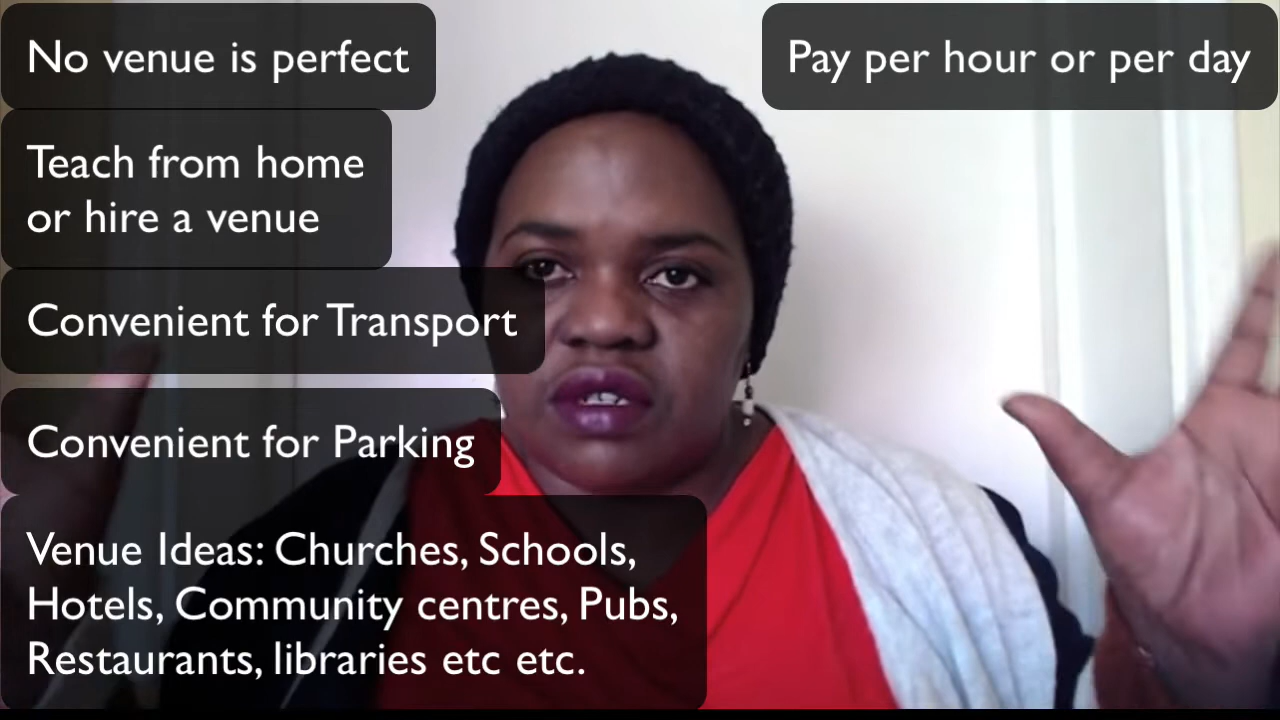 No venue is perfect
Pay per hour or per day
Teach from home
or hire a venue
Convenient for Transport
Convenient for Parking
Venue Ideas: Churches, Schools,
Hotels, Community centres, Pubs,
Restaurants, libraries etc etc.